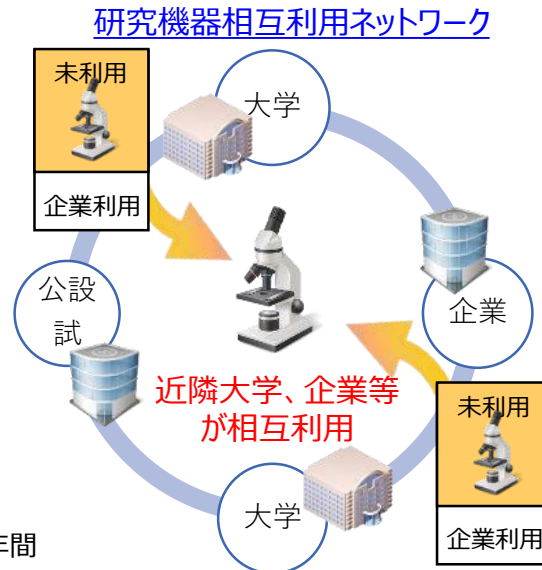 研究機器相互利用ネットワーク
未利用
企業利用
大学
公設
試
企業
近隣大学、企業等
が相互利用
未利用
企業利用
大学
年間